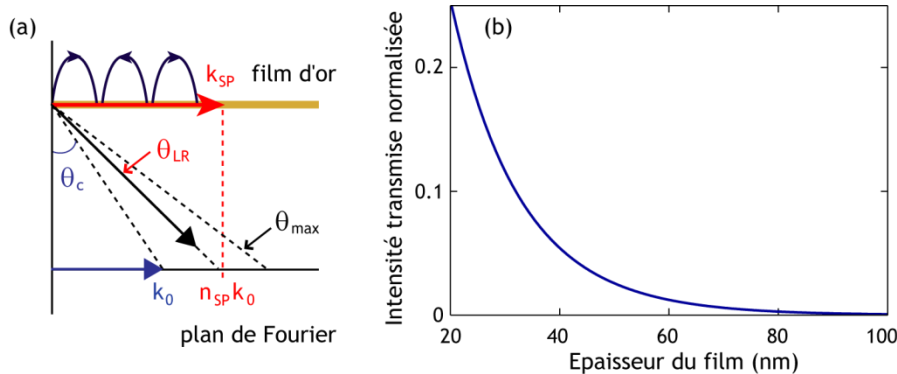 (a)
k_SP film d'or
θ_LR
θ_c
θ_max
k_0 n_SP k_0
plan de Fourier
(b)
Intensité transmise normalisée
0.2
0.1
0
20 40 60 80 100
Epaisseur du film (nm)